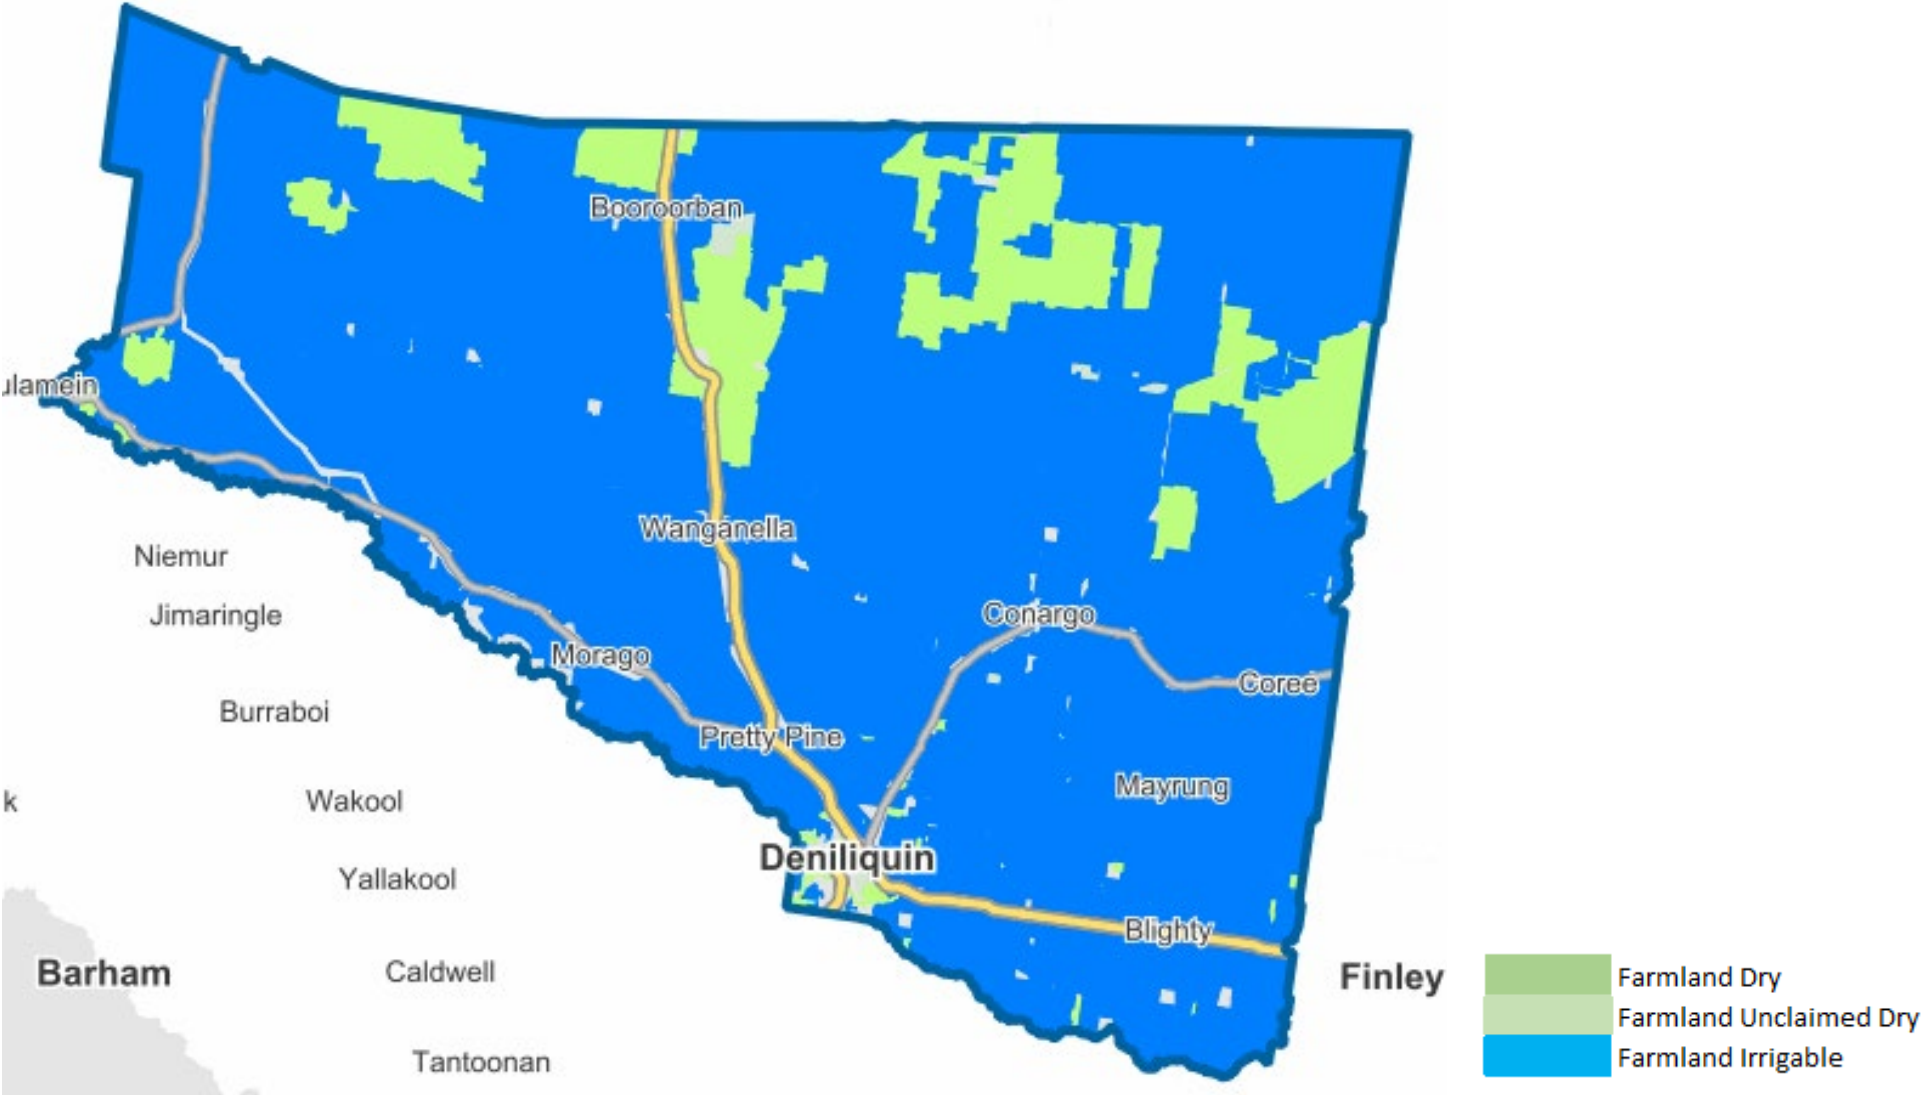 Booroorban
ulamein
Wanganella
Niemur
Jimaringle
Conargo
Morago
Coree
Burraboi
Pretty Pine
Mayrung
k
Wakool
Deniliquin
Yallakool
Blighty
Barham
Caldwell
Finley
Tantoonan
Farmland Dry
Farmland Unclaimed Dry
Farmland Irrigable